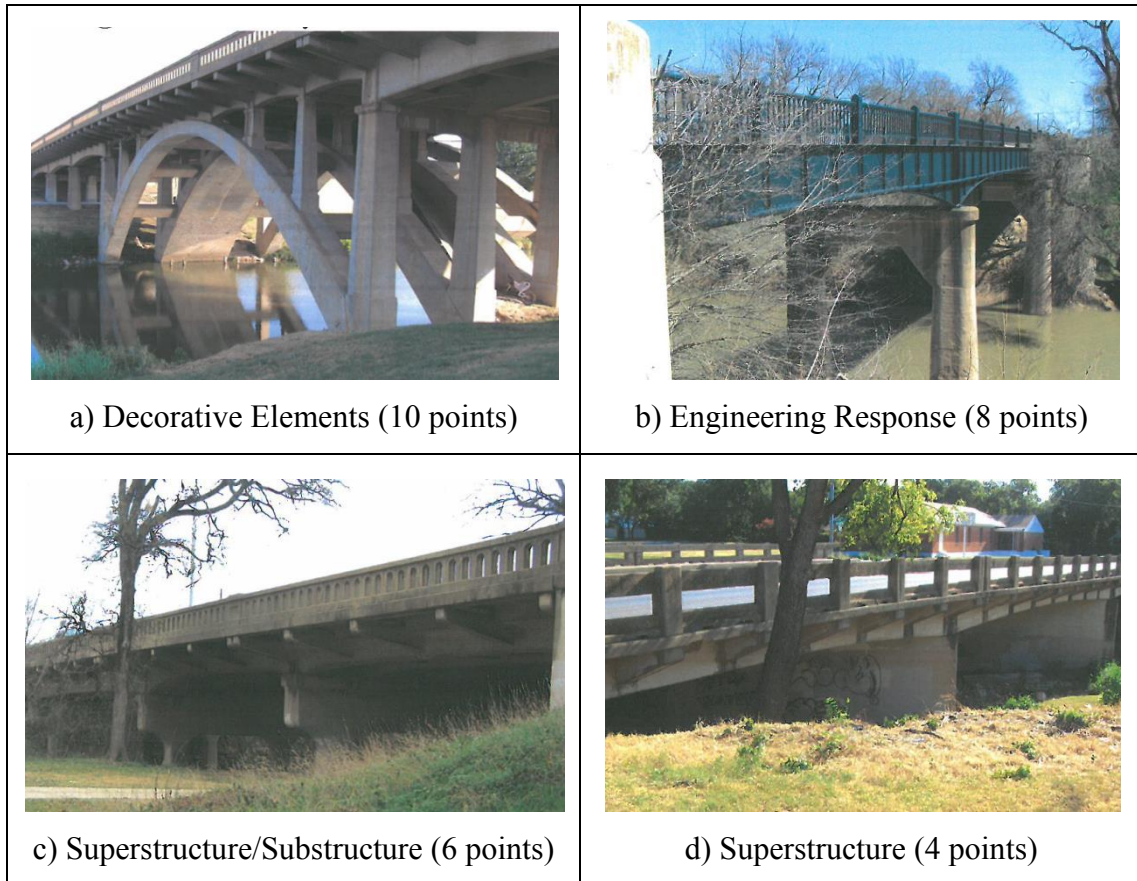 a) Decorative Elements (10 points)
b) Engineering Response (8 points)
c) Superstructure/Substructure (6 points)
d) Superstructure (4 points)